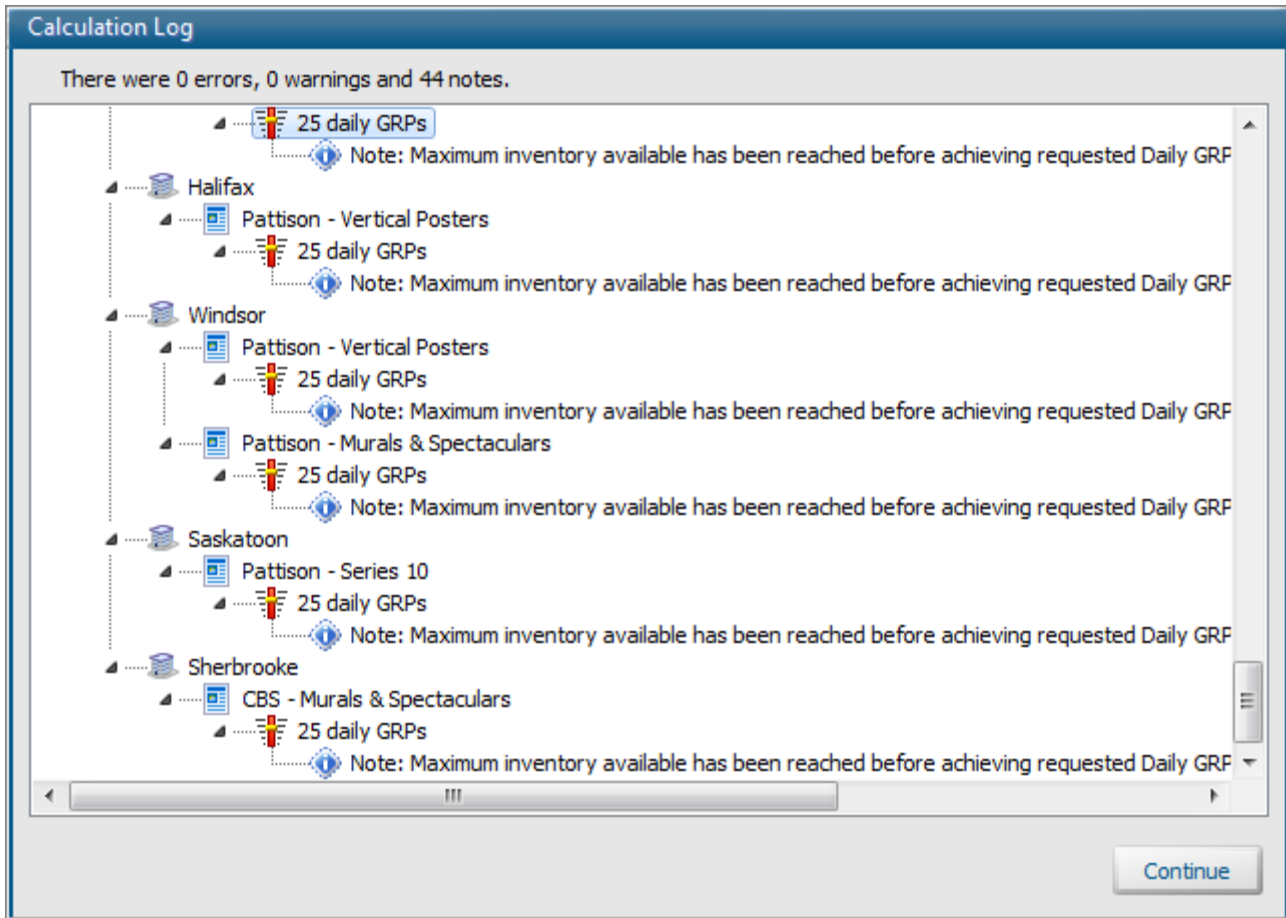 Calculation Log
There were 0 errors, 0 warnings and 44 notes.
25 daily GRPs
Note: Maximum inventory available has been reached before achieving requested Daily GRP
Halifax
Pattison - Vertical Posters
25 daily GRPs
Note: Maximum inventory available has been reached before achieving requested Daily GRP
Windsor
Pattison - Vertical Posters
25 daily GRPs
Note: Maximum inventory available has been reached before achieving requested Daily GRP
Pattison - Murals & Spectaculars
25 daily GRPs
Note: Maximum inventory available has been reached before achieving requested Daily GRP
Saskatoon
Pattison - Series 10
25 daily GRPs
Note: Maximum inventory available has been reached before achieving requested Daily GRP
Sherbrooke
CBS - Murals & Spectaculars
25 daily GRPs
Note: Maximum inventory available has been reached before achieving requested Daily GRP
Continue